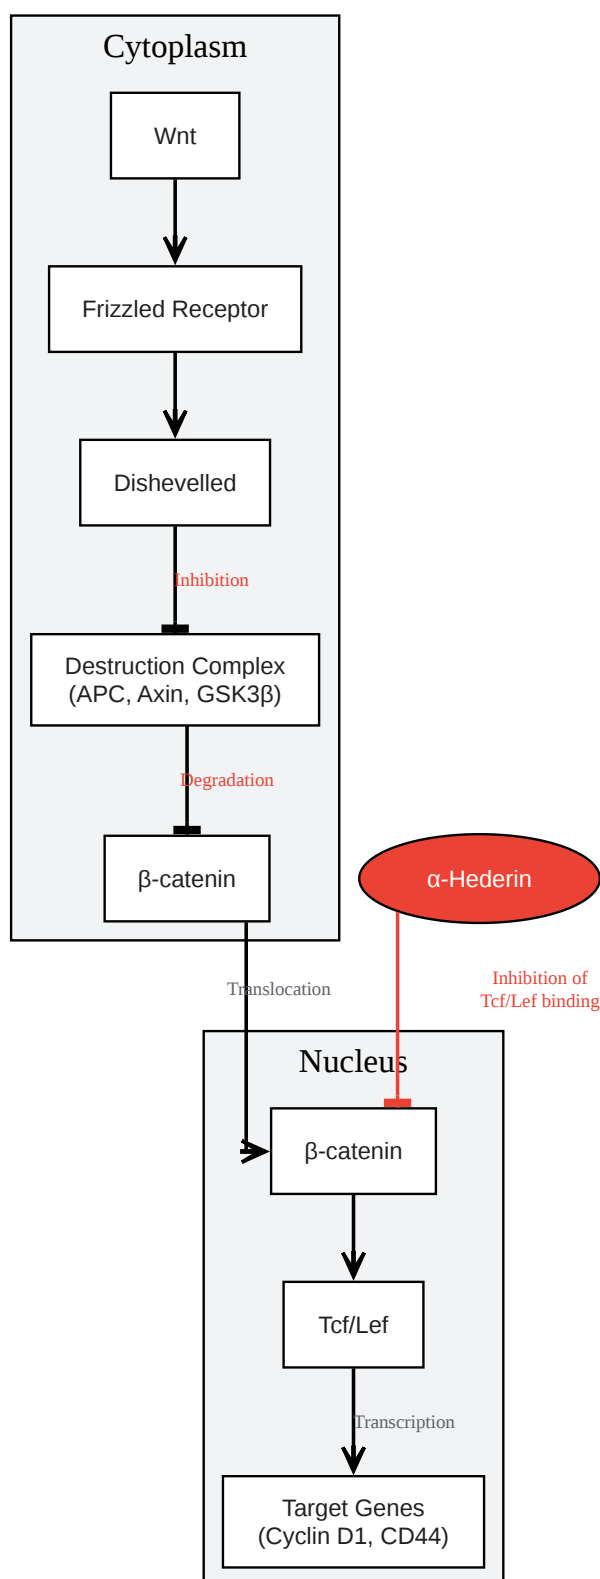 Cytoplasm
Wnt
Frizzled Receptor
Dishevelled
Inhibition
Destruction Complex
(APC, Axin, GSK3β)
Degradation
β-catenin
α-Hederin
Translocation
Inhibition of
Tcf/Lef binding
Nucleus
β-catenin
Tcf/Lef
Transcription
Target Genes
(Cyclin D1, CD44)